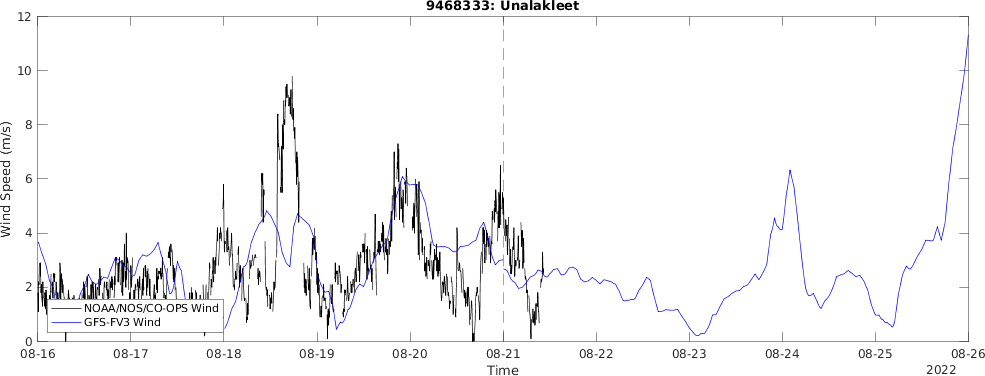 9468333: Unalakleet
Wind Speed (m/s)
12
10
8
6
4
2
0
NOAA/NOS/CO-OPS Wind
GFS-FV3 Wind
08-16 08-17 08-18 08-19 08-20 08-21 08-22 08-23 08-24 08-25 08-26
Time
2022